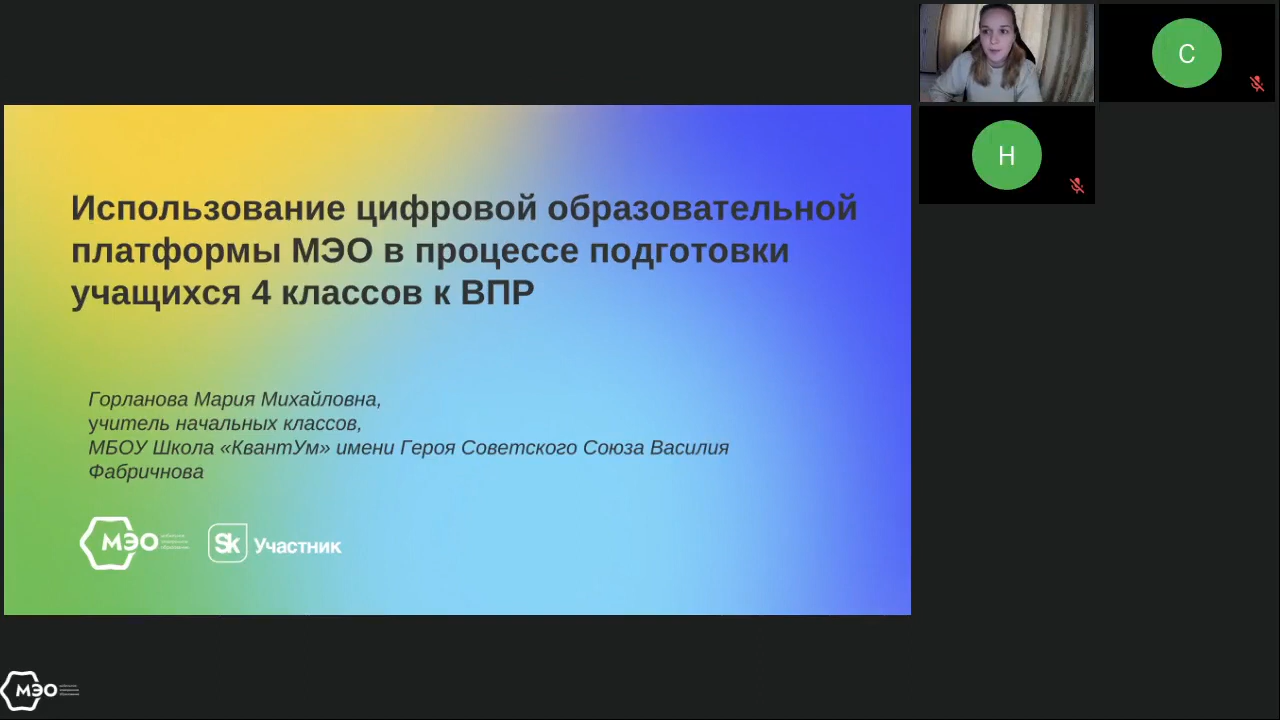 С
Н
Использование цифровой образовательной
платформы МЭО в процессе подготовки
учащихся 4 классов к ВПР
Горланова Мария Михайловна,
учитель начальных классов,
МБОУ Школа «КвантУм» имени Героя Советского Союза Василия
Фабричнова
МЭО
Sk Участник
МЭО